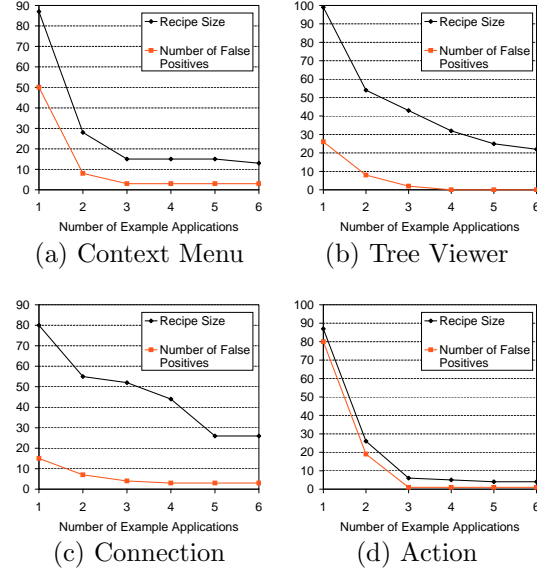 90
80
70
60
50
40
30
20
10
0
Recipe Size
Number of False
Positives
1 2 3 4 5 6
Number of Example Applications
(a) Context Menu
100
90
80
70
60
50
40
30
20
10
0
Recipe Size
Number of False
Positives
1 2 3 4 5 6
Number of Example Applications
(b) Tree Viewer
90
80
70
60
50
40
30
20
10
0
Recipe Size
Number of False
Positives
1 2 3 4 5 6
Number of Example Applications
(c) Connection
100
90
80
70
60
50
40
30
20
10
0
Recipe Size
Number of False
Positives
1 2 3 4 5 6
Number of Example Applications
(d) Action